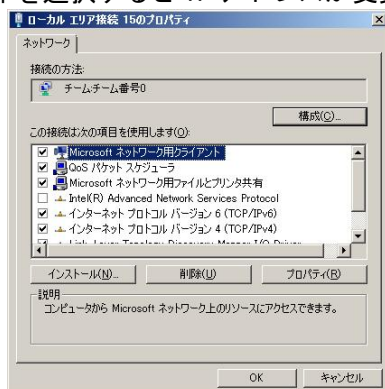 ローカル エリア接続 15のプロパティ
ネットワーク
接続の方法:
チーム:チーム番号0
構成(C)...
この接続は次の項目を使用します(O):
Microsoft ネットワーク用クライアント
QoS パケット スケジューラ
Microsoft ネットワーク用ファイルとプリンタ共有
Intel(R) Advanced Network Services Protocol
インターネット プロトコル バージョン 6 (TCP/IPv6)
インターネット プロトコル バージョン 4 (TCP/IPv4)
Link-Layer Topology Discovery Mapper I/O Driver
インストール(N)...
削除(U)
プロパティ(R)
説明
コンピュータから Microsoft ネットワーク上のリソースにアクセスできます。
OK
キャンセル